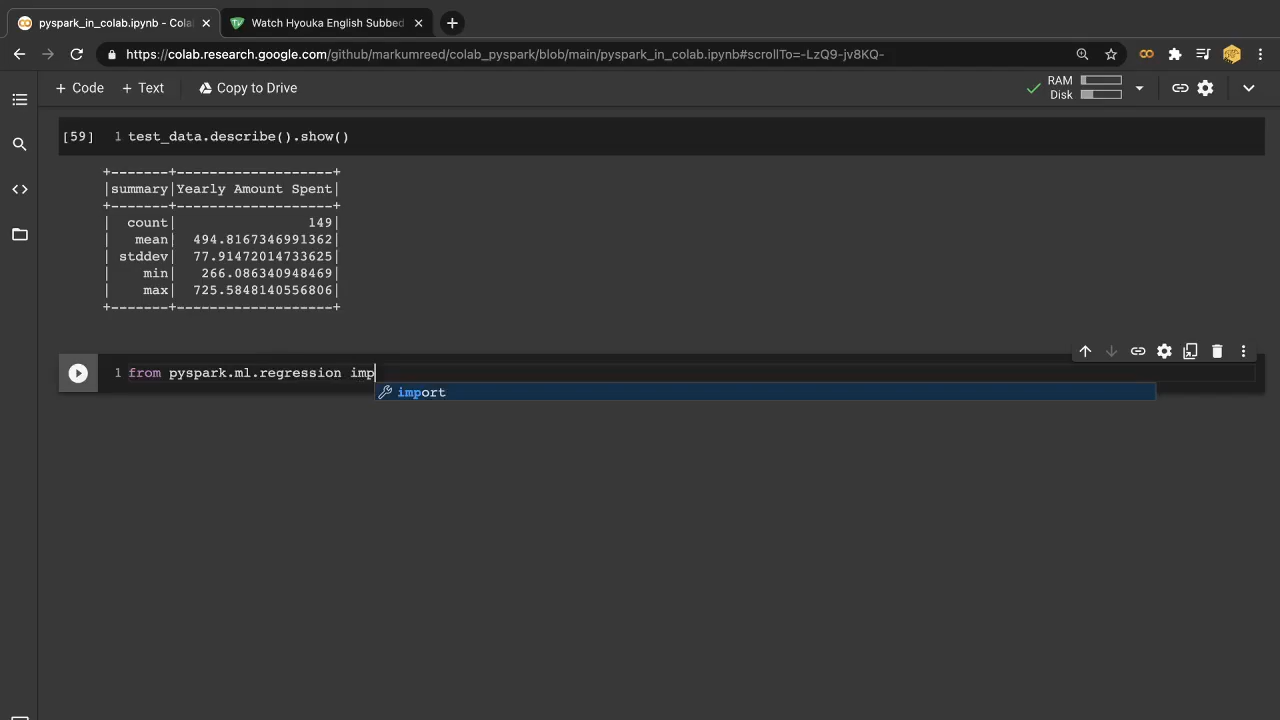 pyspark_in_colab.ipynb - Cola
Watch Hyouka English Subbed
https://colab.research.google.com/github/markumreed/colab_pyspark/blob/main/pyspark_in_colab.ipynb#scrollTo=-LzQ9-jv8KQ-
+ Code + Text Copy to Drive
RAM
Disk
[59] 1 test_data.describe().show()
+-------+------------------+
|summary|Yearly Amount Spent|
+-------+------------------+
| count| 149|
| mean| 494.8167346991362|
| stddev| 77.91472014733625|
| min| 266.086340948469|
| max| 725.5848140556806|
+-------+------------------+
1 from pyspark.ml.regression imp
import